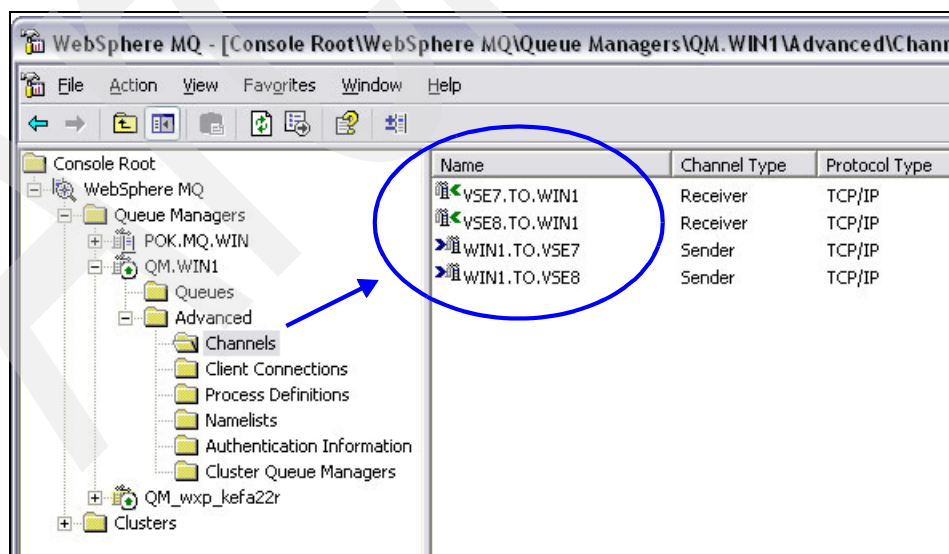 WebSphere MQ - [Console Root\WebSphere MQ\Queue Managers\QM.WIN1\Advanced\Chann
File Action View Favorites Window Help
Console Root
WebSphere MQ
Queue Managers
POK.MQ.WIN
QM.WIN1
Queues
Advanced
Channels
Client Connections
Process Definitions
Namelists
Authentication Information
Cluster Queue Managers
QM_wxp_kefa22r
Clusters
Name Channel Type Protocol Type
VSE7.TO.WIN1 Receiver TCP/IP
VSE8.TO.WIN1 Receiver TCP/IP
WIN1.TO.VSE7 Sender TCP/IP
WIN1.TO.VSE8 Sender TCP/IP